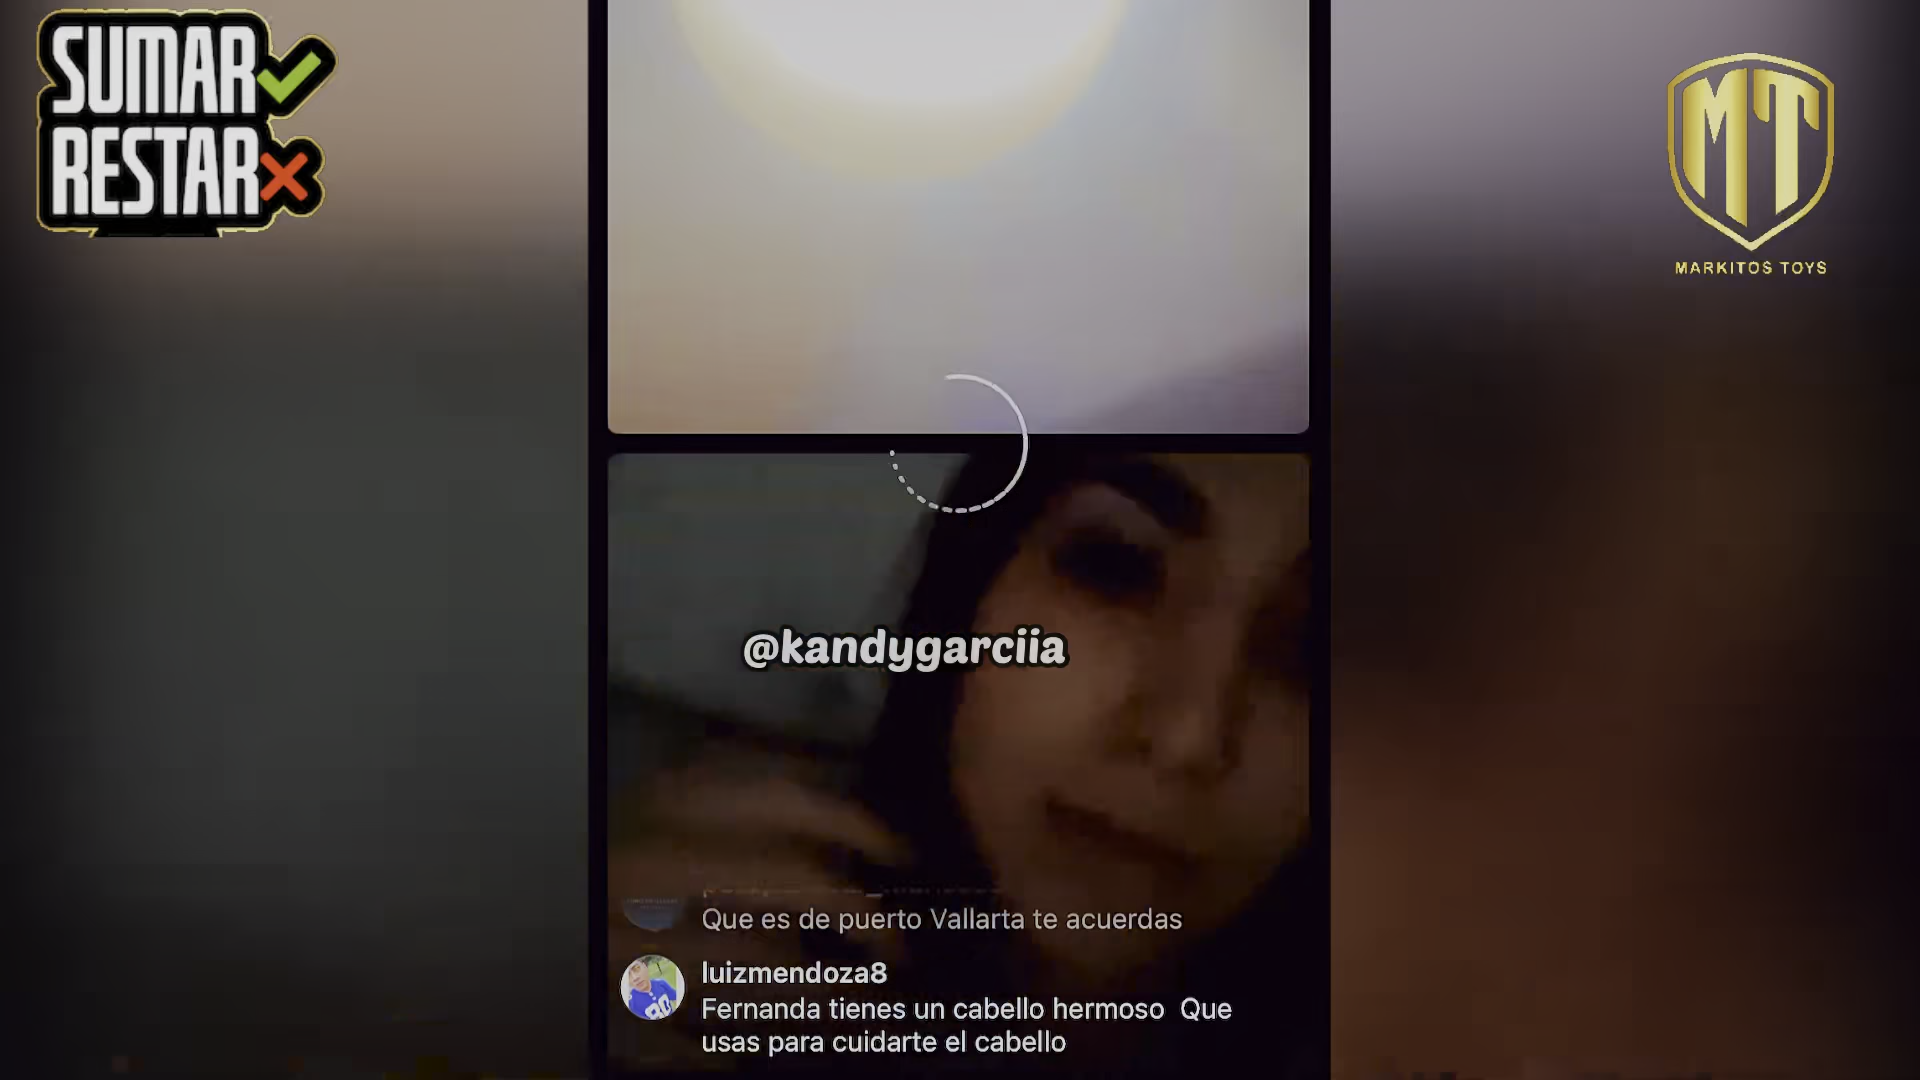 SUMAR
RESTAR
MT
MARKITOS TOYS
@kandygarciia
Que es de puerto Vallarta te acuerdas
luizmendoza8
Fernanda tienes un cabello hermoso Que
usas para cuidarte el cabello